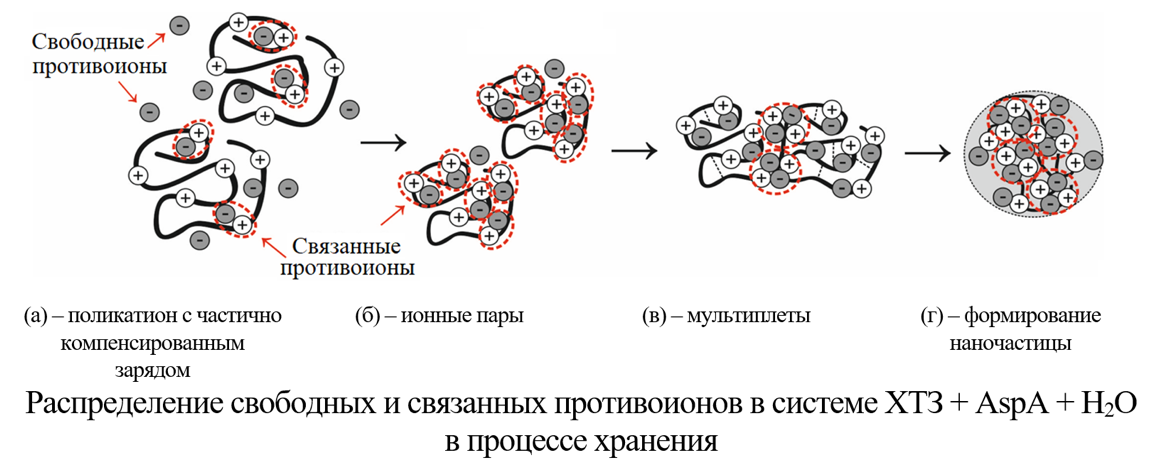 Свободные
противоионы
Связанные
противоионы
(а) – поликатион с частично
компенсированным
зарядом
(б) – ионные пары
(в) – мультиплеты
(г) – формирование
наночастицы
Распределение свободных и связанных противоионов в системе ХТЗ + AspA + H₂O
в процессе хранения